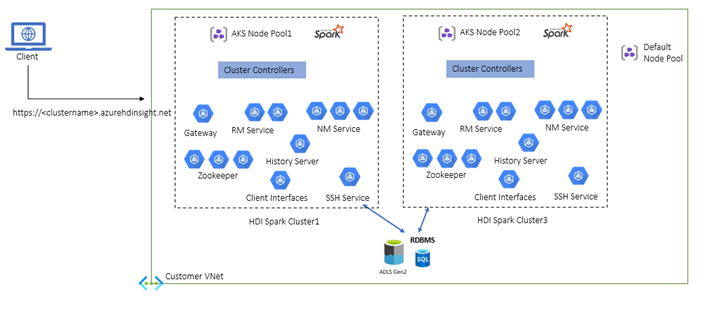 AKS Node Pool1
Spark
AKS Node Pool2
Spark
Default
Node Pool
Client
Cluster Controllers
Cluster Controllers
https://<clustername>.azurehdinsight.net
Gateway
RM Service
NM Service
Gateway
RM Service
NM Service
History Server
History Server
Zookeeper
Zookeeper
Client Interfaces
SSH Service
Client Interfaces
SSH Service
HDI Spark Cluster1
HDI Spark Cluster3
RDBMS
SQL
ADLS Gen2
Customer VNet